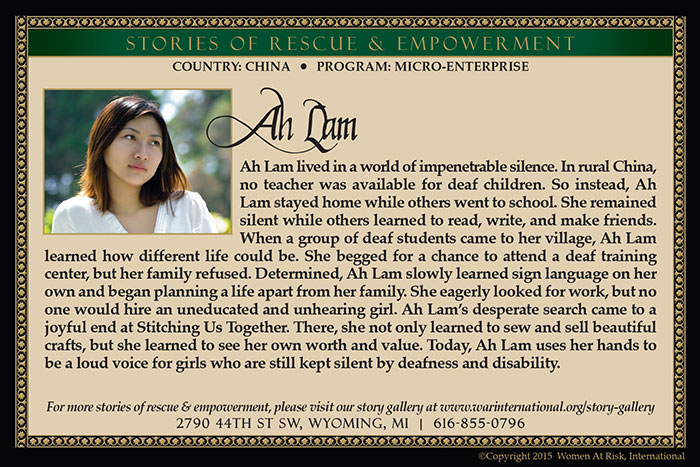 STORIES OF RESCUE & EMPOWERMENT
COUNTRY: CHINA • PROGRAM: MICRO-ENTERPRISE
Ah Lam
Ah Lam lived in a world of impenetrable silence. In rural China,
no teacher was available for deaf children. So instead, Ah
Lam stayed home while others went to school. She remained
silent while others learned to read, write, and make friends.
When a group of deaf students came to her village, Ah Lam
learned how different life could be. She begged for a chance to attend a deaf training
center, but her family refused. Determined, Ah Lam slowly learned sign language on her
own and began planning a life apart from her family. She eagerly looked for work, but no
one would hire an uneducated and unhearing girl. Ah Lam's desperate search came to a
joyful end at Stitching Us Together. There, she not only learned to sew and sell beautiful
crafts, but she learned to see her own worth and value. Today, Ah Lam uses her hands to
be a loud voice for girls who are still kept silent by deafness and disability.
For more stories of rescue & empowerment, please visit our story gallery at www.warinternational.org/story-gallery
2790 44TH ST SW, WYOMING, MI | 616-855-0796
©Copyright 2015 Women At Risk, International